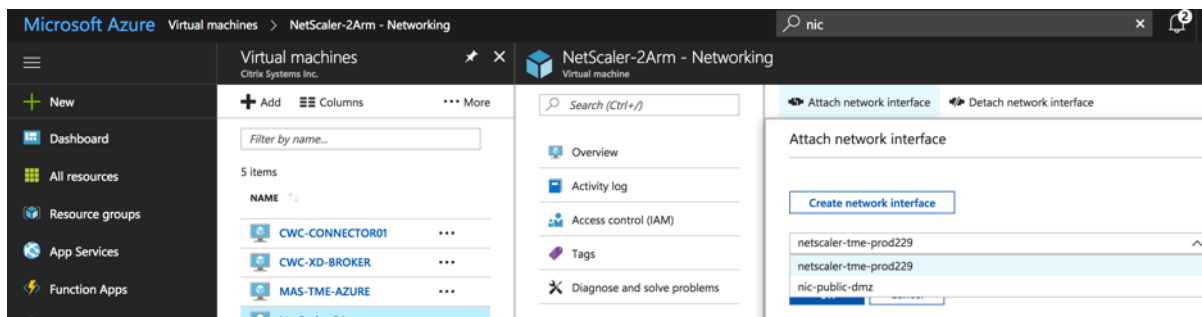 Microsoft Azure Virtual machines > NetScaler-2Arm - Networking
nic
2
Virtual machines
Citrix Systems Inc.
NetScaler-2Arm - Networking
Virtual machine
New
Dashboard
All resources
Resource groups
App Services
Function Apps
Add
Columns
More
Filter by name...
5 items
NAME
CWC-CONNECTOR01
CWC-XD-BROKER
MAS-TME-AZURE
Search (Ctrl+/)
Overview
Activity log
Access control (IAM)
Tags
Diagnose and solve problems
Attach network interface
Detach network interface
Attach network interface
Create network interface
netscaler-tme-prod229
netscaler-tme-prod229
nic-public-dmz